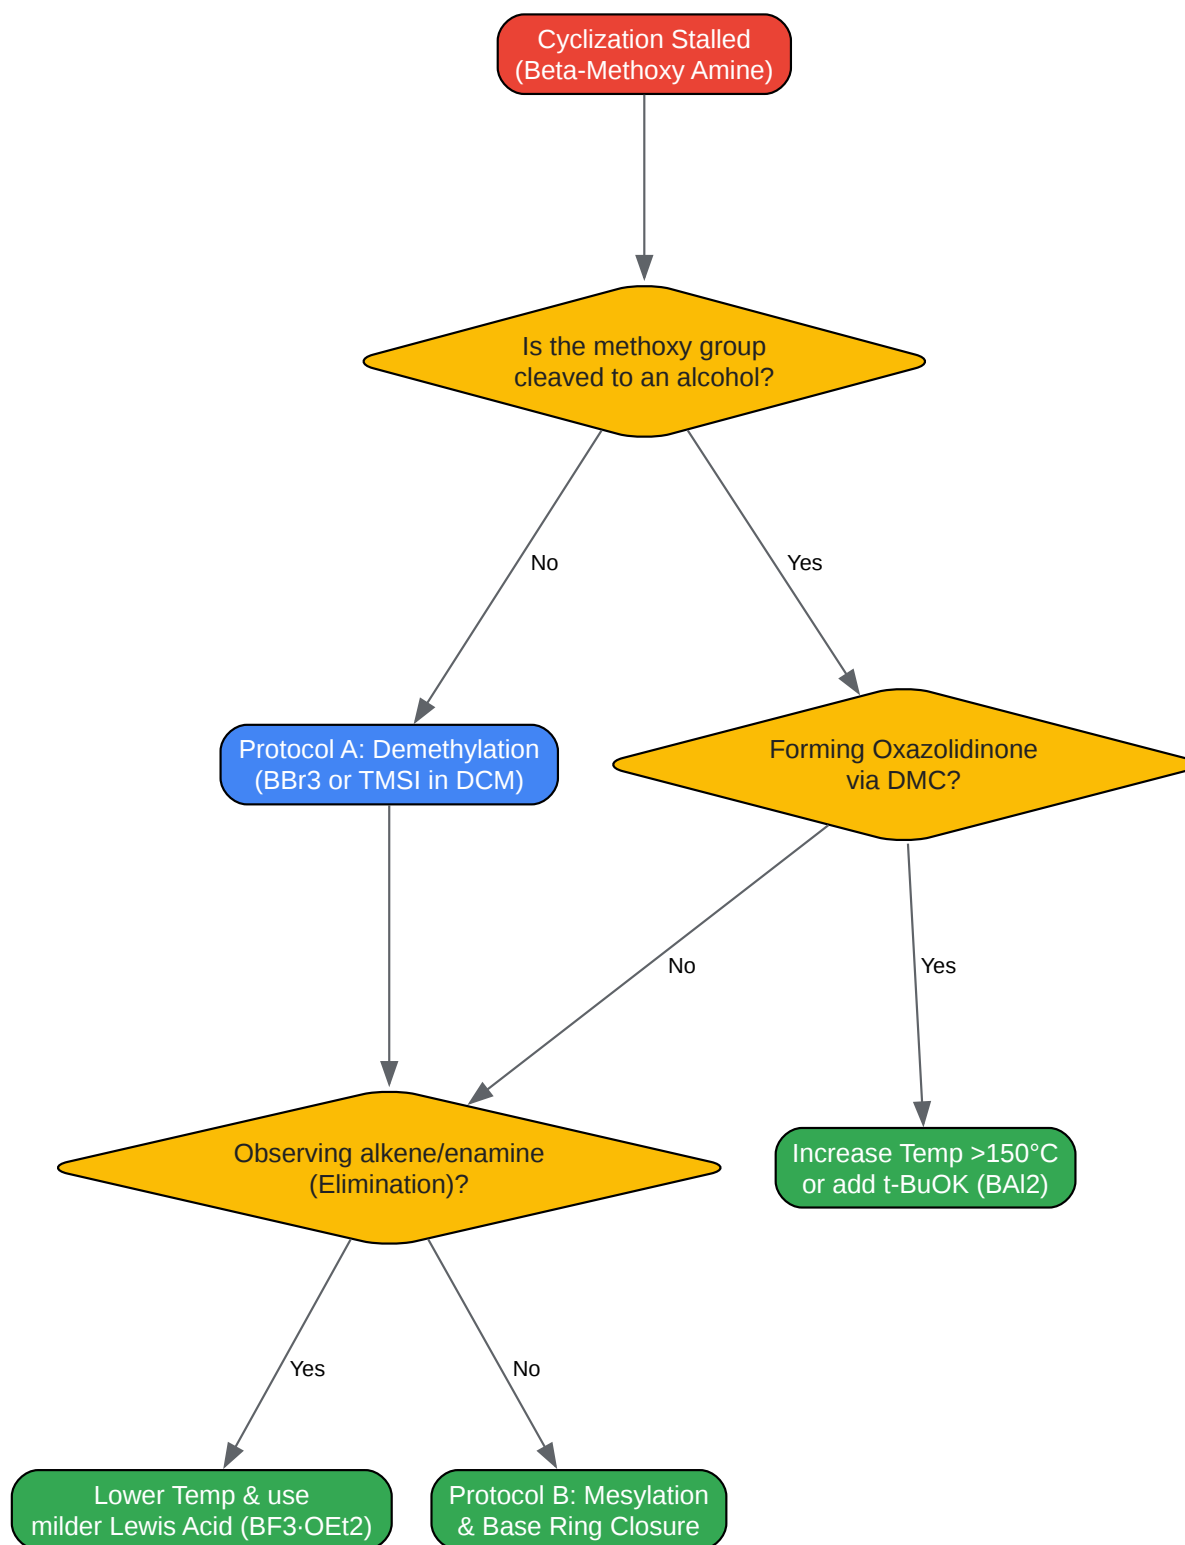 Cyclization Stalled
(Beta-Methoxy Amine)
Is the methoxy group
cleaved to an alcohol?
No
Yes
Protocol A: Demethylation
(BBr3 or TMSI in DCM)
Forming Oxazolidinone
via DMC?
No
Yes
Observing alkene/enamine
(Elimination)?
Increase Temp >150°C
or add t-BuOK (BAl2)
Yes
No
Lower Temp & use
milder Lewis Acid (BF3·OEt2)
Protocol B: Mesylation
& Base Ring Closure